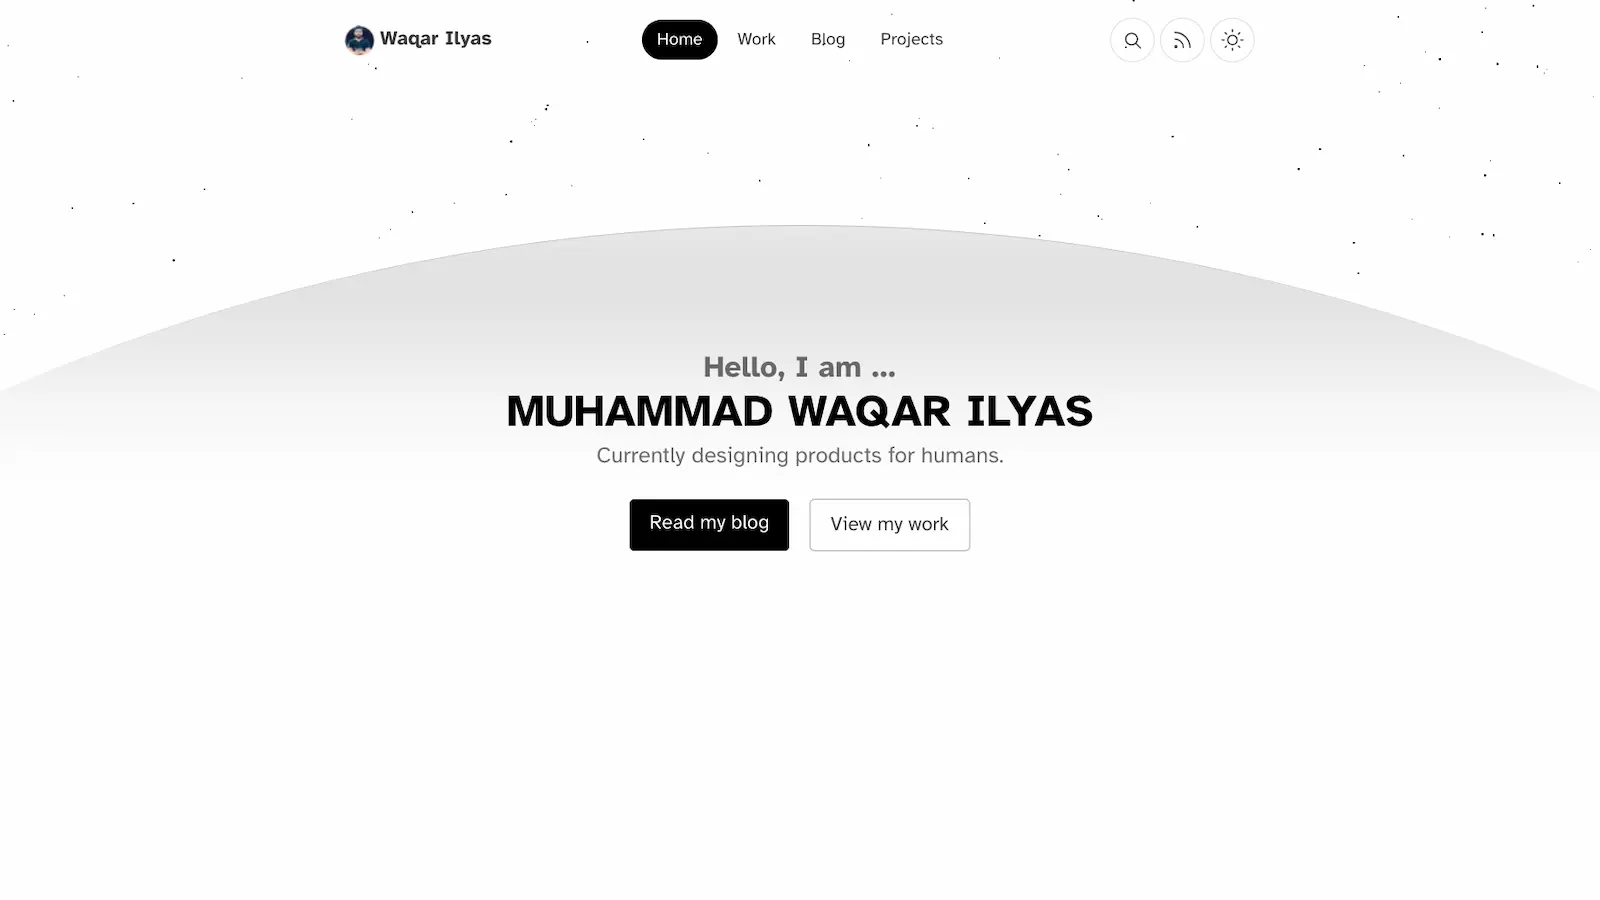 Waqar Ilyas
Home
Work
Blog
Projects
Hello, I am ...
MUHAMMAD WAQAR ILYAS
Currently designing products for humans.
Read my blog
View my work